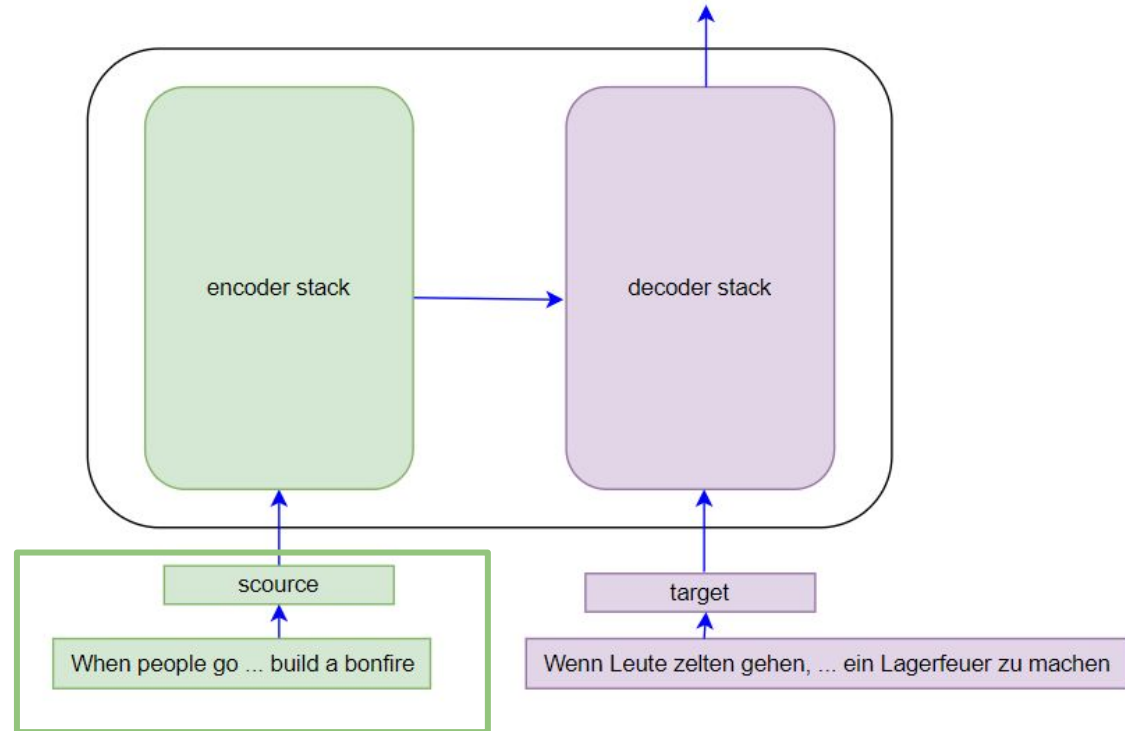 encoder stack
decoder stack
scource
target
When people go ... build a bonfire
Wenn Leute zelten gehen, ... ein Lagerfeuer zu machen